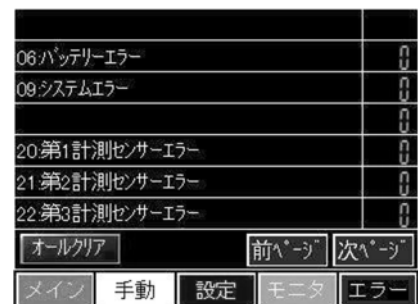 06:バッテリーエラー 0
09:システムエラー 0
0
20:第1計測センサーエラー 0
21:第2計測センサーエラー 0
22:第3計測センサーエラー 0
オールクリア 前ページ 次ページ
メイン 手動 設定 モニタ エラー